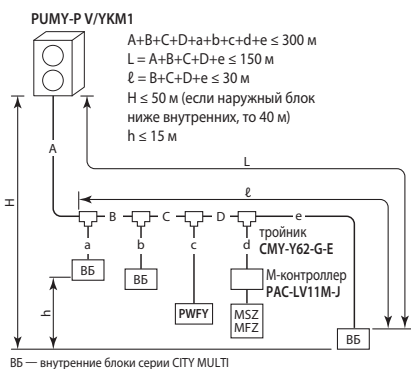 PUMY-P V/YKM1
A+B+C+D+a+b+c+d+e ≤ 300 м
L = A+B+C+D+e ≤ 150 м
ℓ = B+C+D+e ≤ 30 м
H ≤ 50 м (если наружный блок
ниже внутренних, то 40 м)
h ≤ 15 м
A
L
H
ℓ
B
C
D
e
тройник
CMY-Y62-G-E
a
b
c
d
М-контроллер
PAC-LV11M-J
ВБ
ВБ
h
PWFY
MSZ
MFZ
ВБ
ВБ — внутренние блоки серии CITY MULTI